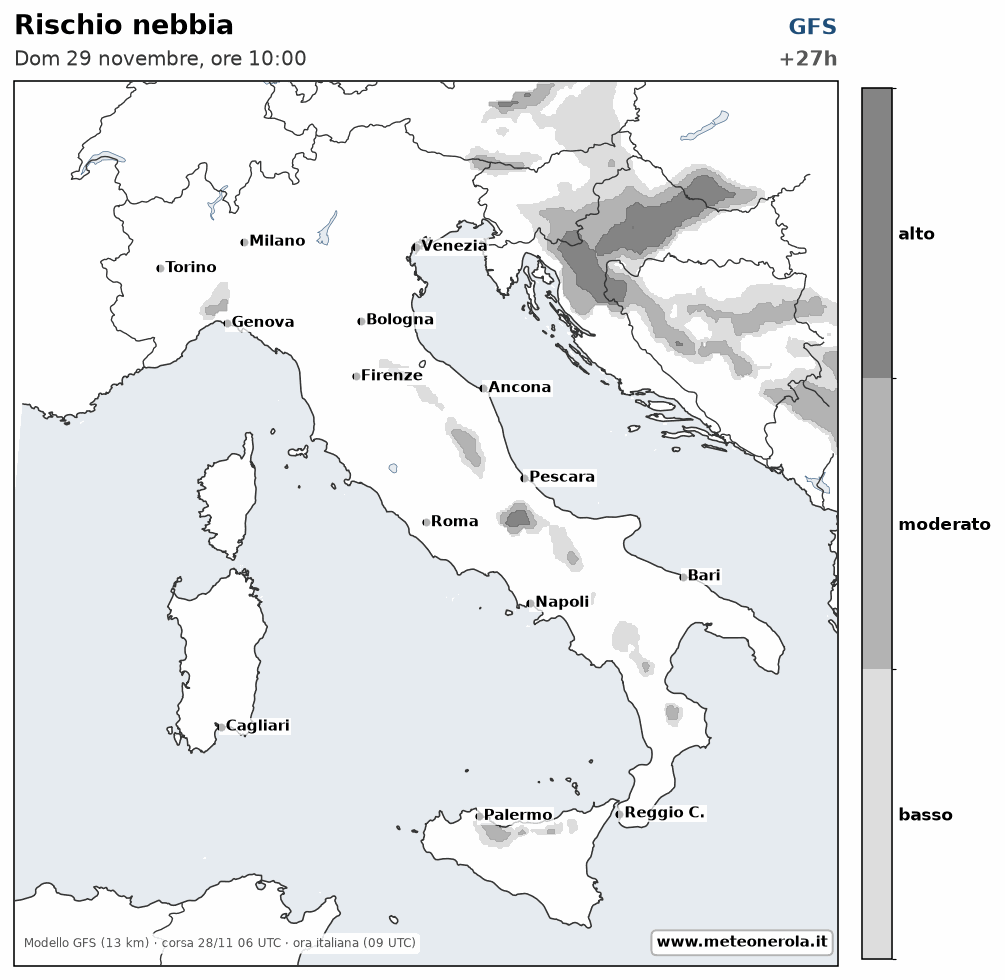 Rischio nebbia
GFS
Dom 29 novembre, ore 10:00
+27h
Milano
Venezia
Torino
Genova
Bologna
Firenze
Ancona
Pescara
Roma
Bari
Napoli
Cagliari
Palermo
Reggio C.
alto
moderato
basso
Modello GFS (13 km) · corsa 28/11 06 UTC · ora italiana (09 UTC)
www.meteonerola.it